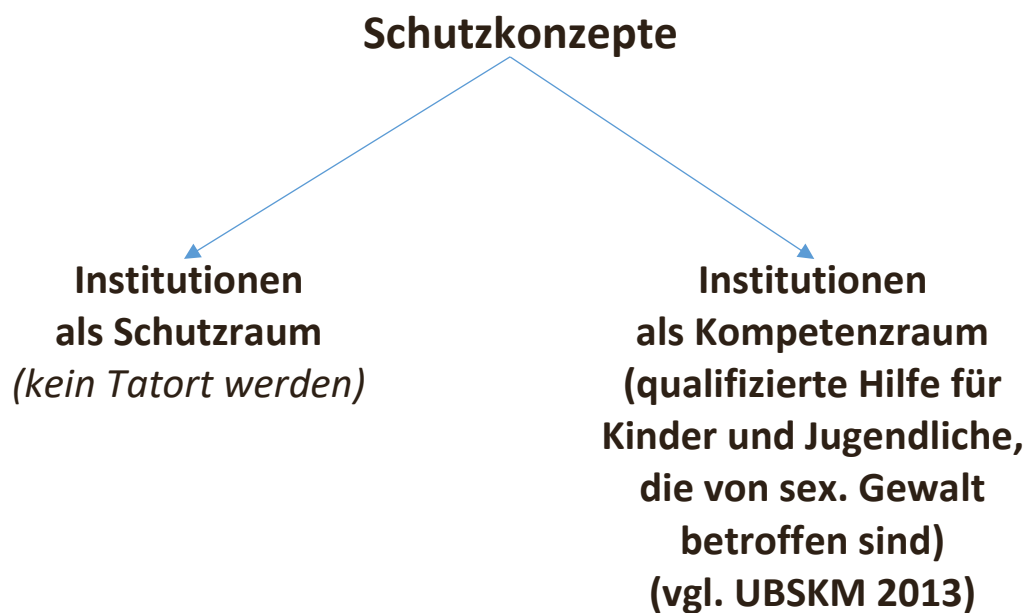 Schutzkonzepte
Institutionen
als Schutzraum
(kein Tatort werden)
Institutionen
als Kompetenzraum
(qualifizierte Hilfe für
Kinder und Jugendliche,
die von sex. Gewalt
betroffen sind)
(vgl. UBSKM 2013)